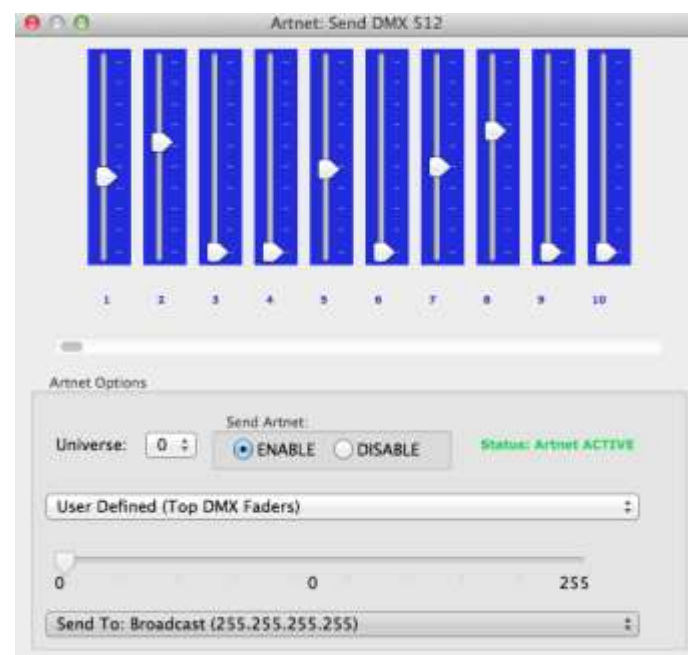 Artnet: Send DMX 512
1 2 3 4 5 6 7 8 9 10
Artnet Options
Send Artnet:
Universe: 0 ENABLE DISABLE Status: Artnet ACTIVE
User Defined (Top DMX Faders)
0 0 255
Send To: Broadcast (255.255.255.255)